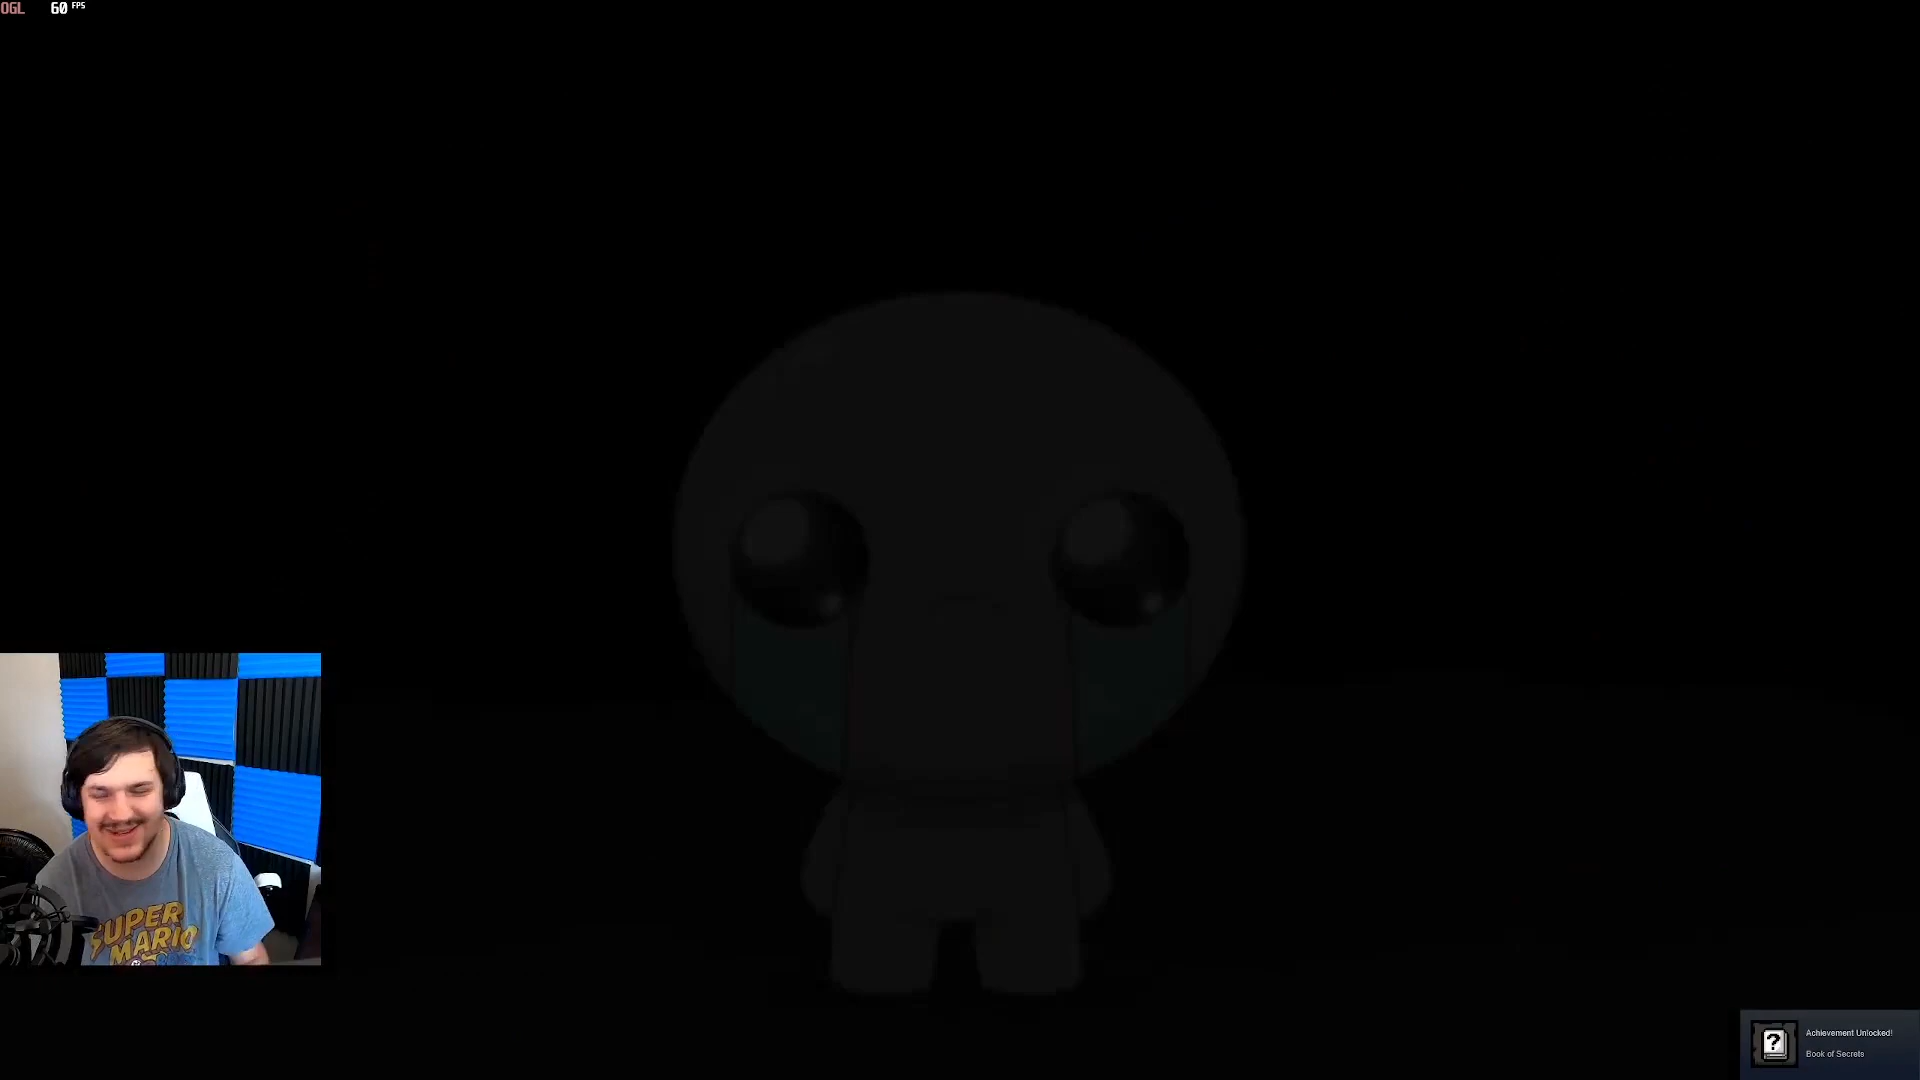 OGL 60 FPS
SUPER
MARIO
?
Achievement Unlocked!
Book of Secrets